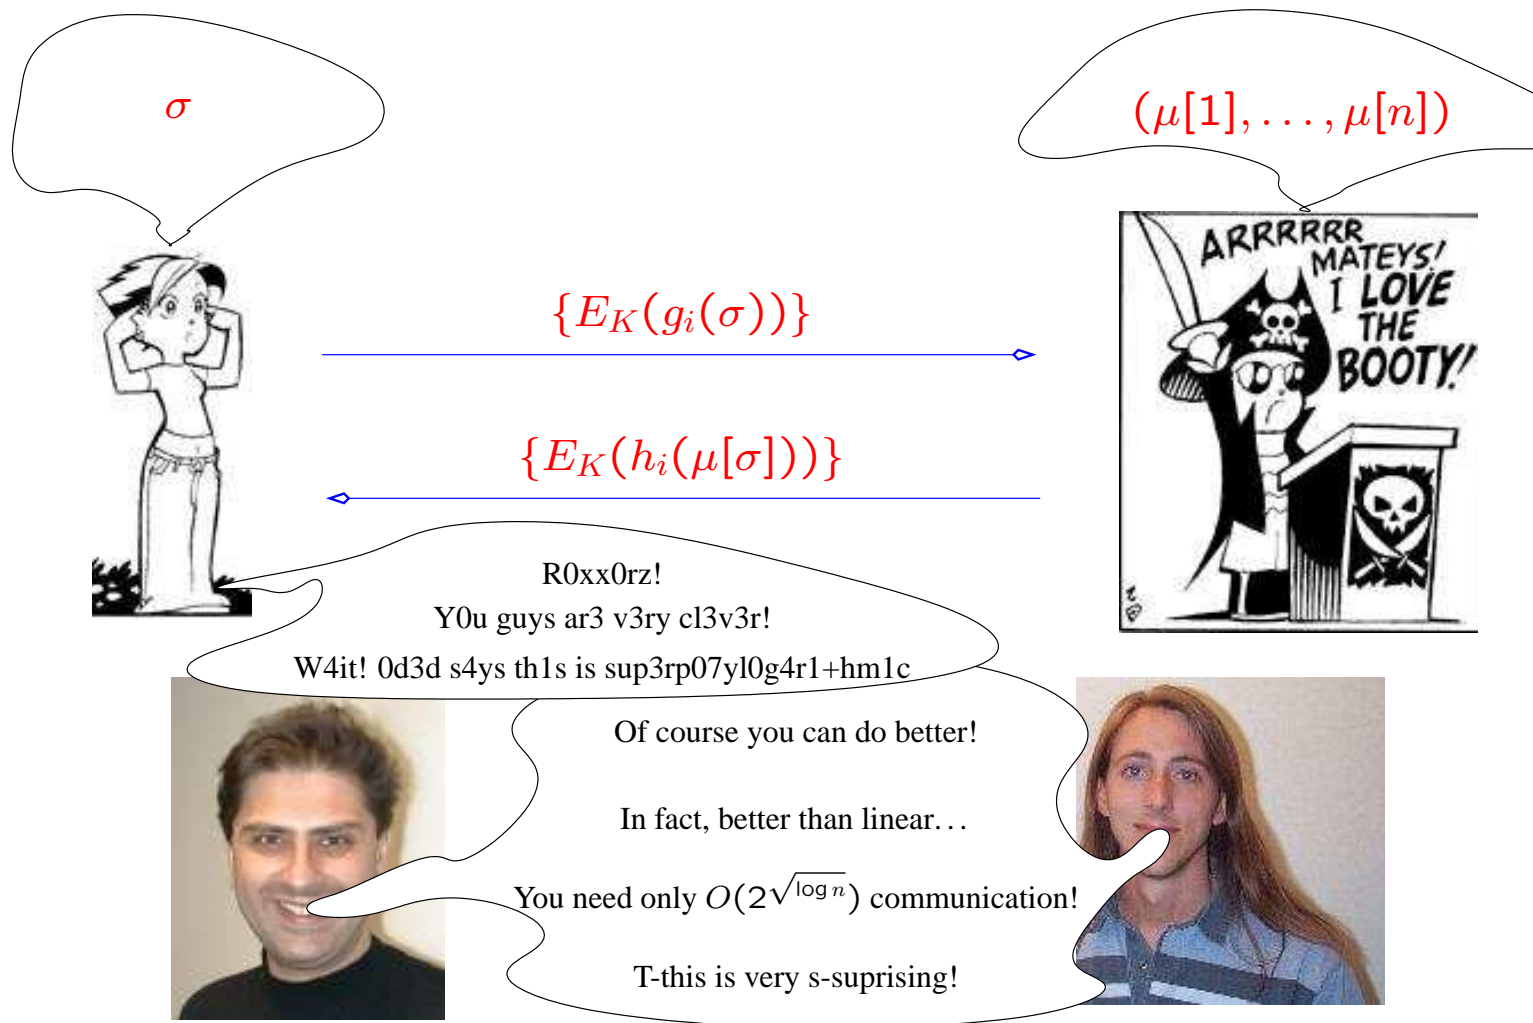 σ
(μ[1], . . . , μ[n])
ARRRRRR
MATEYS!
I LOVE
THE
BOOTY!
{E_K(g_i(σ))}
{E_K(h_i(μ[σ]))}
R0xx0rz!
Y0u guys ar3 v3ry cl3v3r!
W4it! 0d3d s4ys th1s is sup3rp07yl0g4r1+hm1c
Of course you can do better!
In fact, better than linear. . .
You need only O(2^{√log n}) communication!
T-this is very s-suprising!